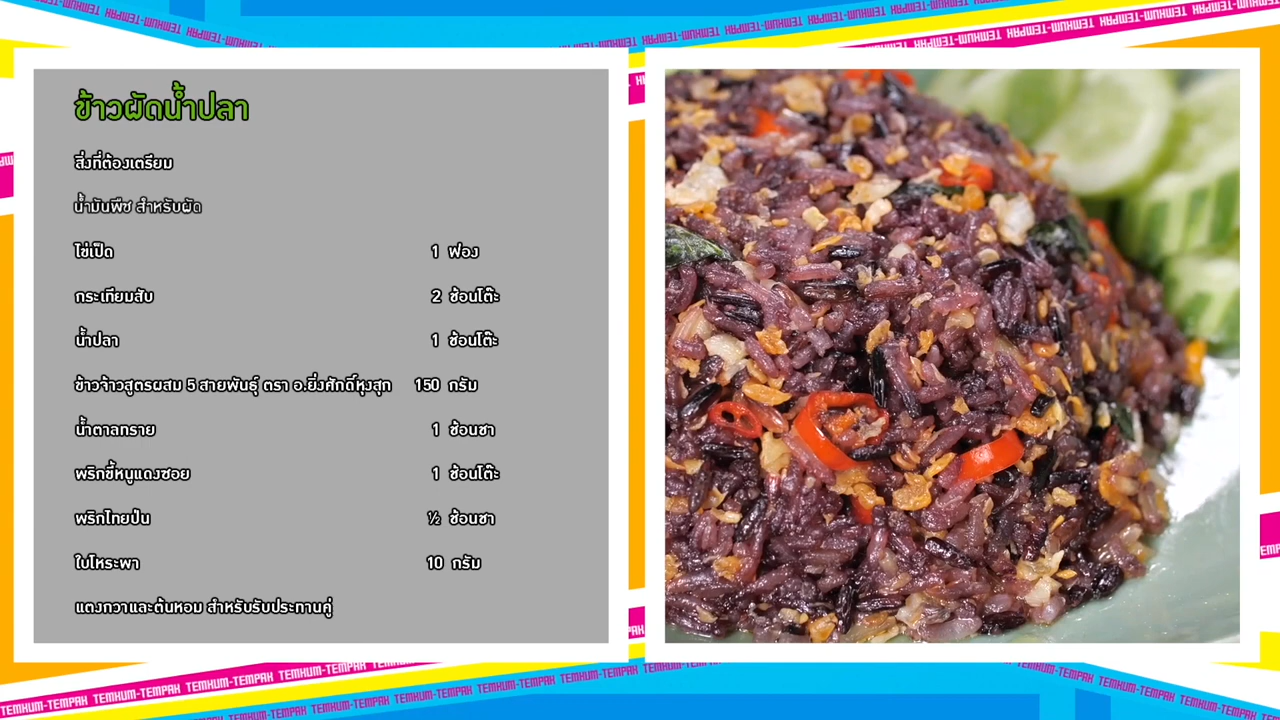 ข้าวผัดน้ำปลา
สิ่งที่ต้องเตรียม
น้ำมันพืช สำหรับผัด
ไข่เป็ด 1 ฟอง
กระเทียมสับ 2 ช้อนโต๊ะ
น้ำปลา 1 ช้อนโต๊ะ
ข้าวจ้าวสูตรผสม 5 สายพันธุ์ ตรา อ.ยิ่งศักดิ์หุงสุก 150 กรัม
น้ำตาลทราย 1 ช้อนชา
พริกขี้หนูแดงซอย 1 ช้อนโต๊ะ
พริกไทยป่น ½ ช้อนชา
ใบโหระพา 10 กรัม
แตงกวาและต้นหอม สำหรับรับประทานคู่
TEMKUM-TEMPAK TEMKUM-TEMPAK TEMKUM-TEMPAK TEMKUM-TEMPAK